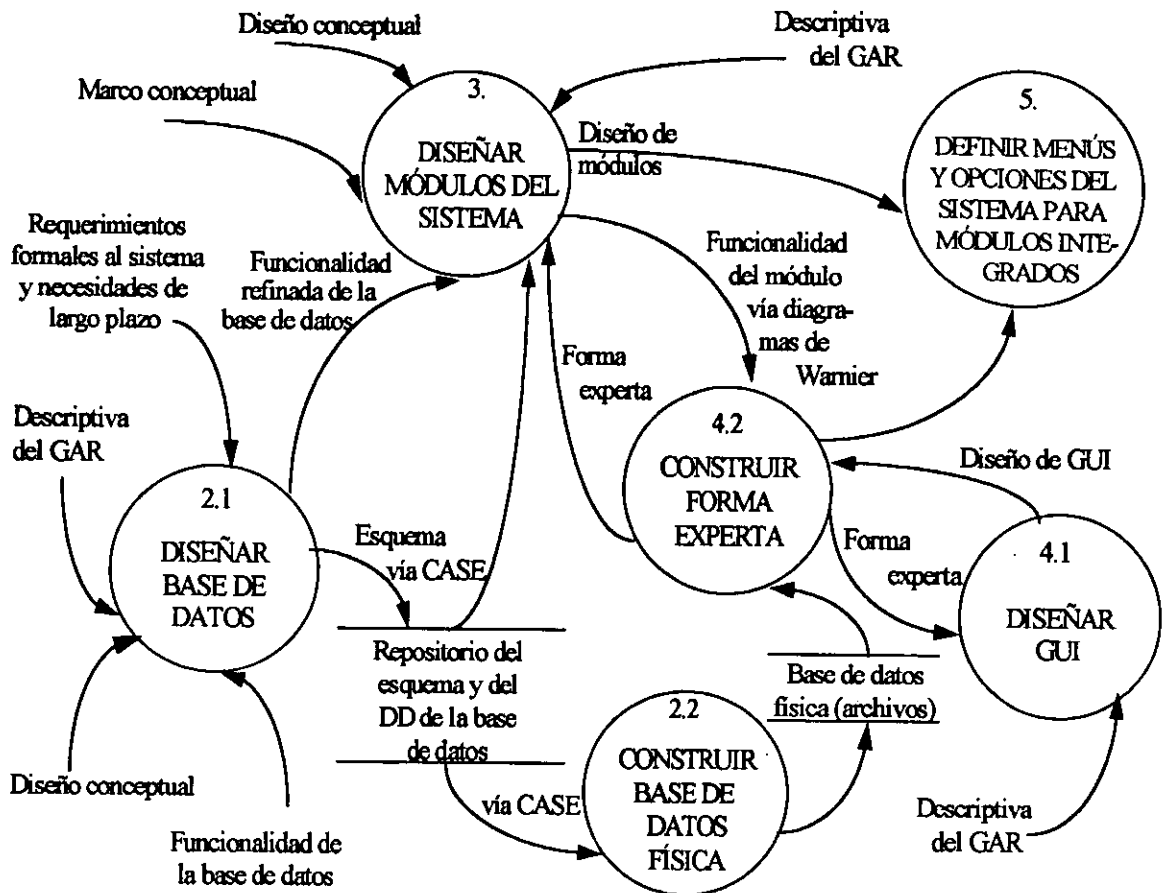 Diseño conceptual
Descriptiva
del GAR
Marco conceptual
3.
DISEÑAR
MÓDULOS DEL
SISTEMA
Diseño de
módulos
5.
DEFINIR MENÚS
Y OPCIONES DEL
SISTEMA PARA
MÓDULOS INTE-
GRADOS
Requerimientos
formales al sistema
y necesidades de
largo plazo
Funcionalidad
refinada de la
base de datos
Funcionalidad
del módulo
vía diagra-
mas de
Warnier
Forma
experta
Descriptiva
del GAR
4.2
CONSTRUIR
FORMA
EXPERTA
Diseño de GUI
2.1
DISEÑAR
BASE DE
DATOS
Esquema
vía CASE
Forma
experta
4.1
DISEÑAR
GUI
Repositorio del
esquema y del
DD de la base
de datos
Base de datos
física (archivos)
2.2
CONSTRUIR
BASE DE
DATOS
FÍSICA
Diseño conceptual
vía CASE
Descriptiva
del GAR
Funcionalidad de
la base de datos